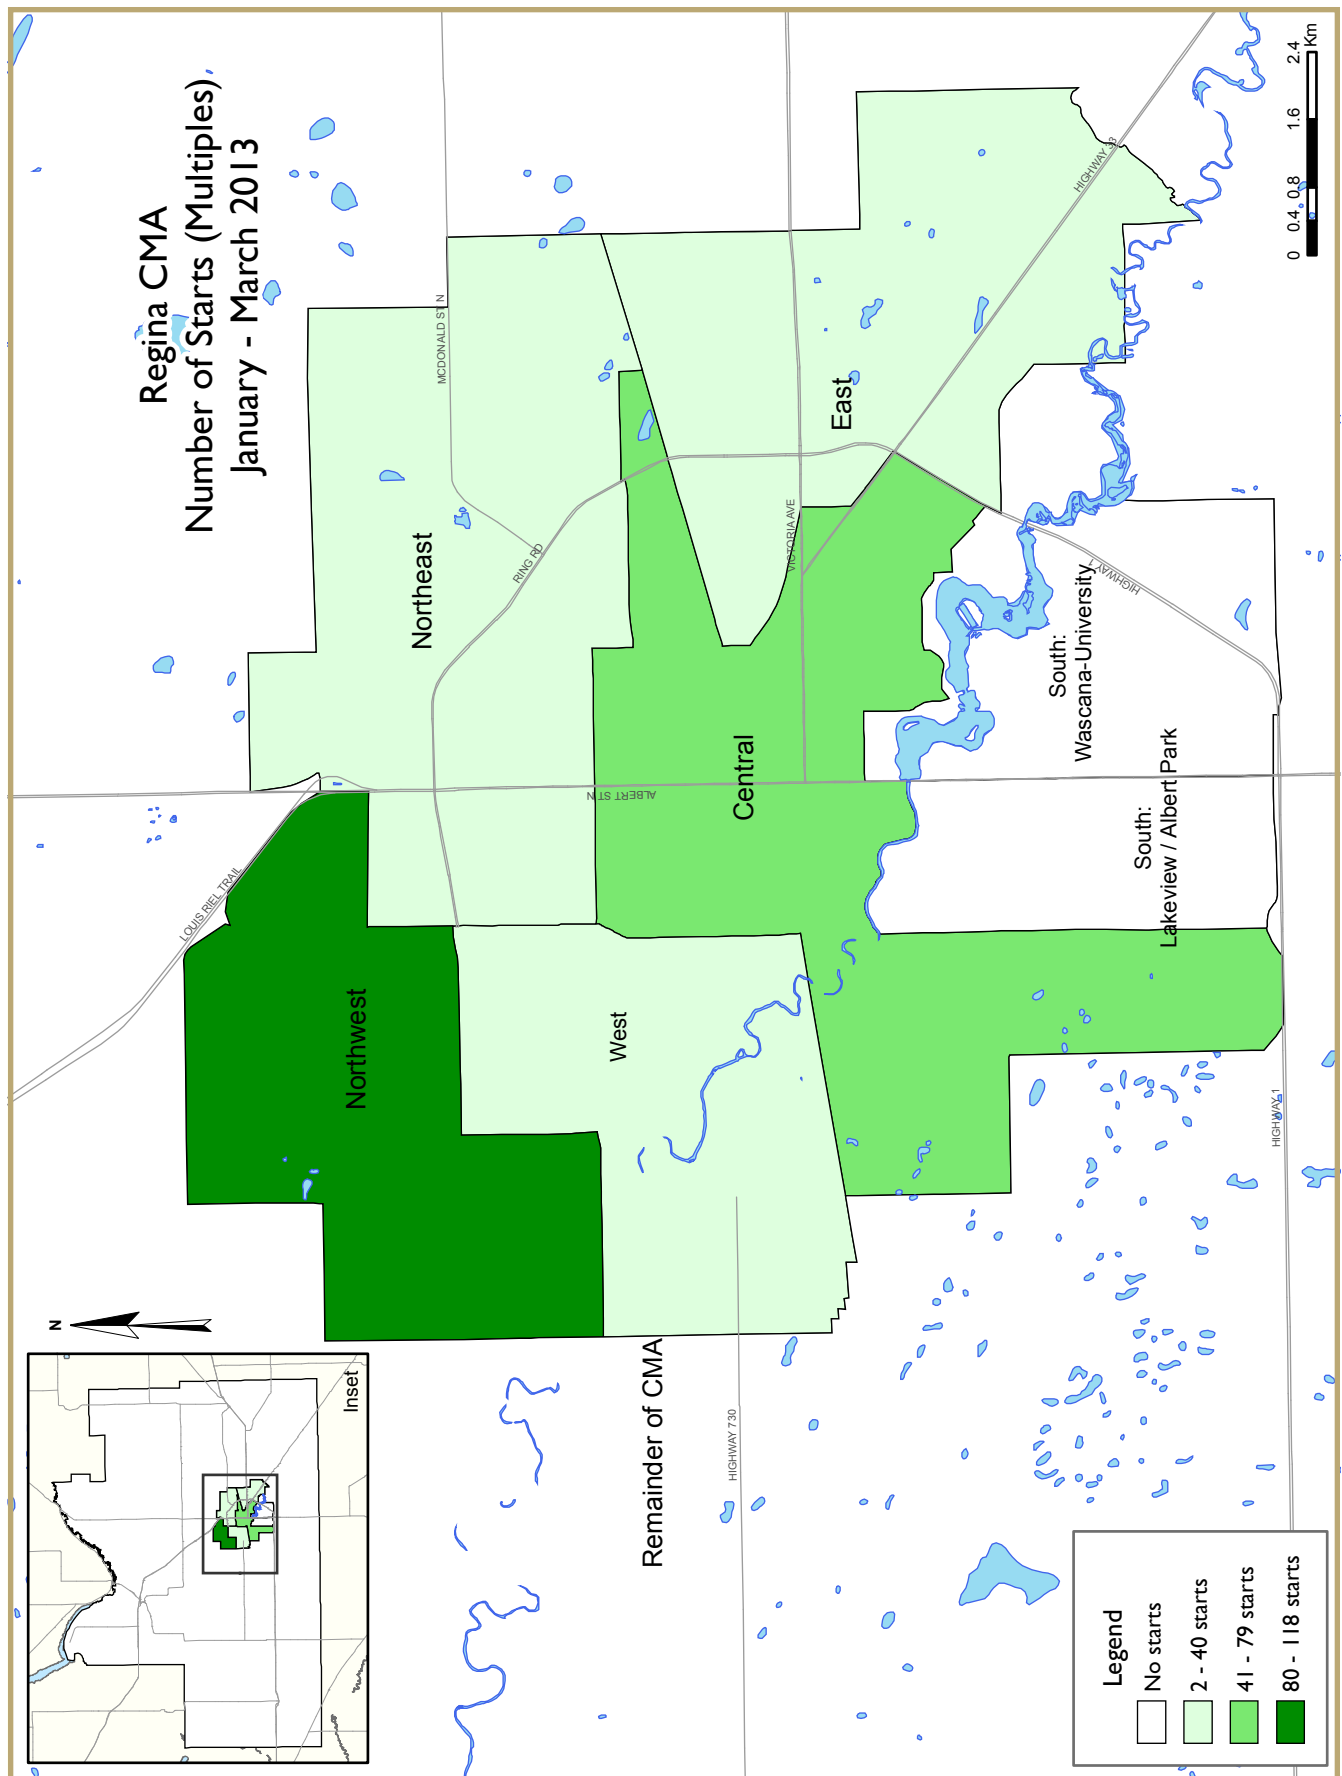 Regina CMA
Number of Starts (Multiples)
January - March 2013
N
Inset
LOUIS RIEL TRAIL
MCDONALD ST N
RING RD
Northeast
Northwest
West
ALBERT ST N
Central
VICTORIA AVE
East
HIGHWAY 33
HIGHWAY 1
South:
Wascana-University
South:
Lakeview / Albert Park
HIGHWAY 1
Remainder of CMA
HIGHWAY 730
Legend
No starts
2 - 40 starts
41 - 79 starts
80 - 118 starts
0 0.4 0.8 1.6 2.4
Km